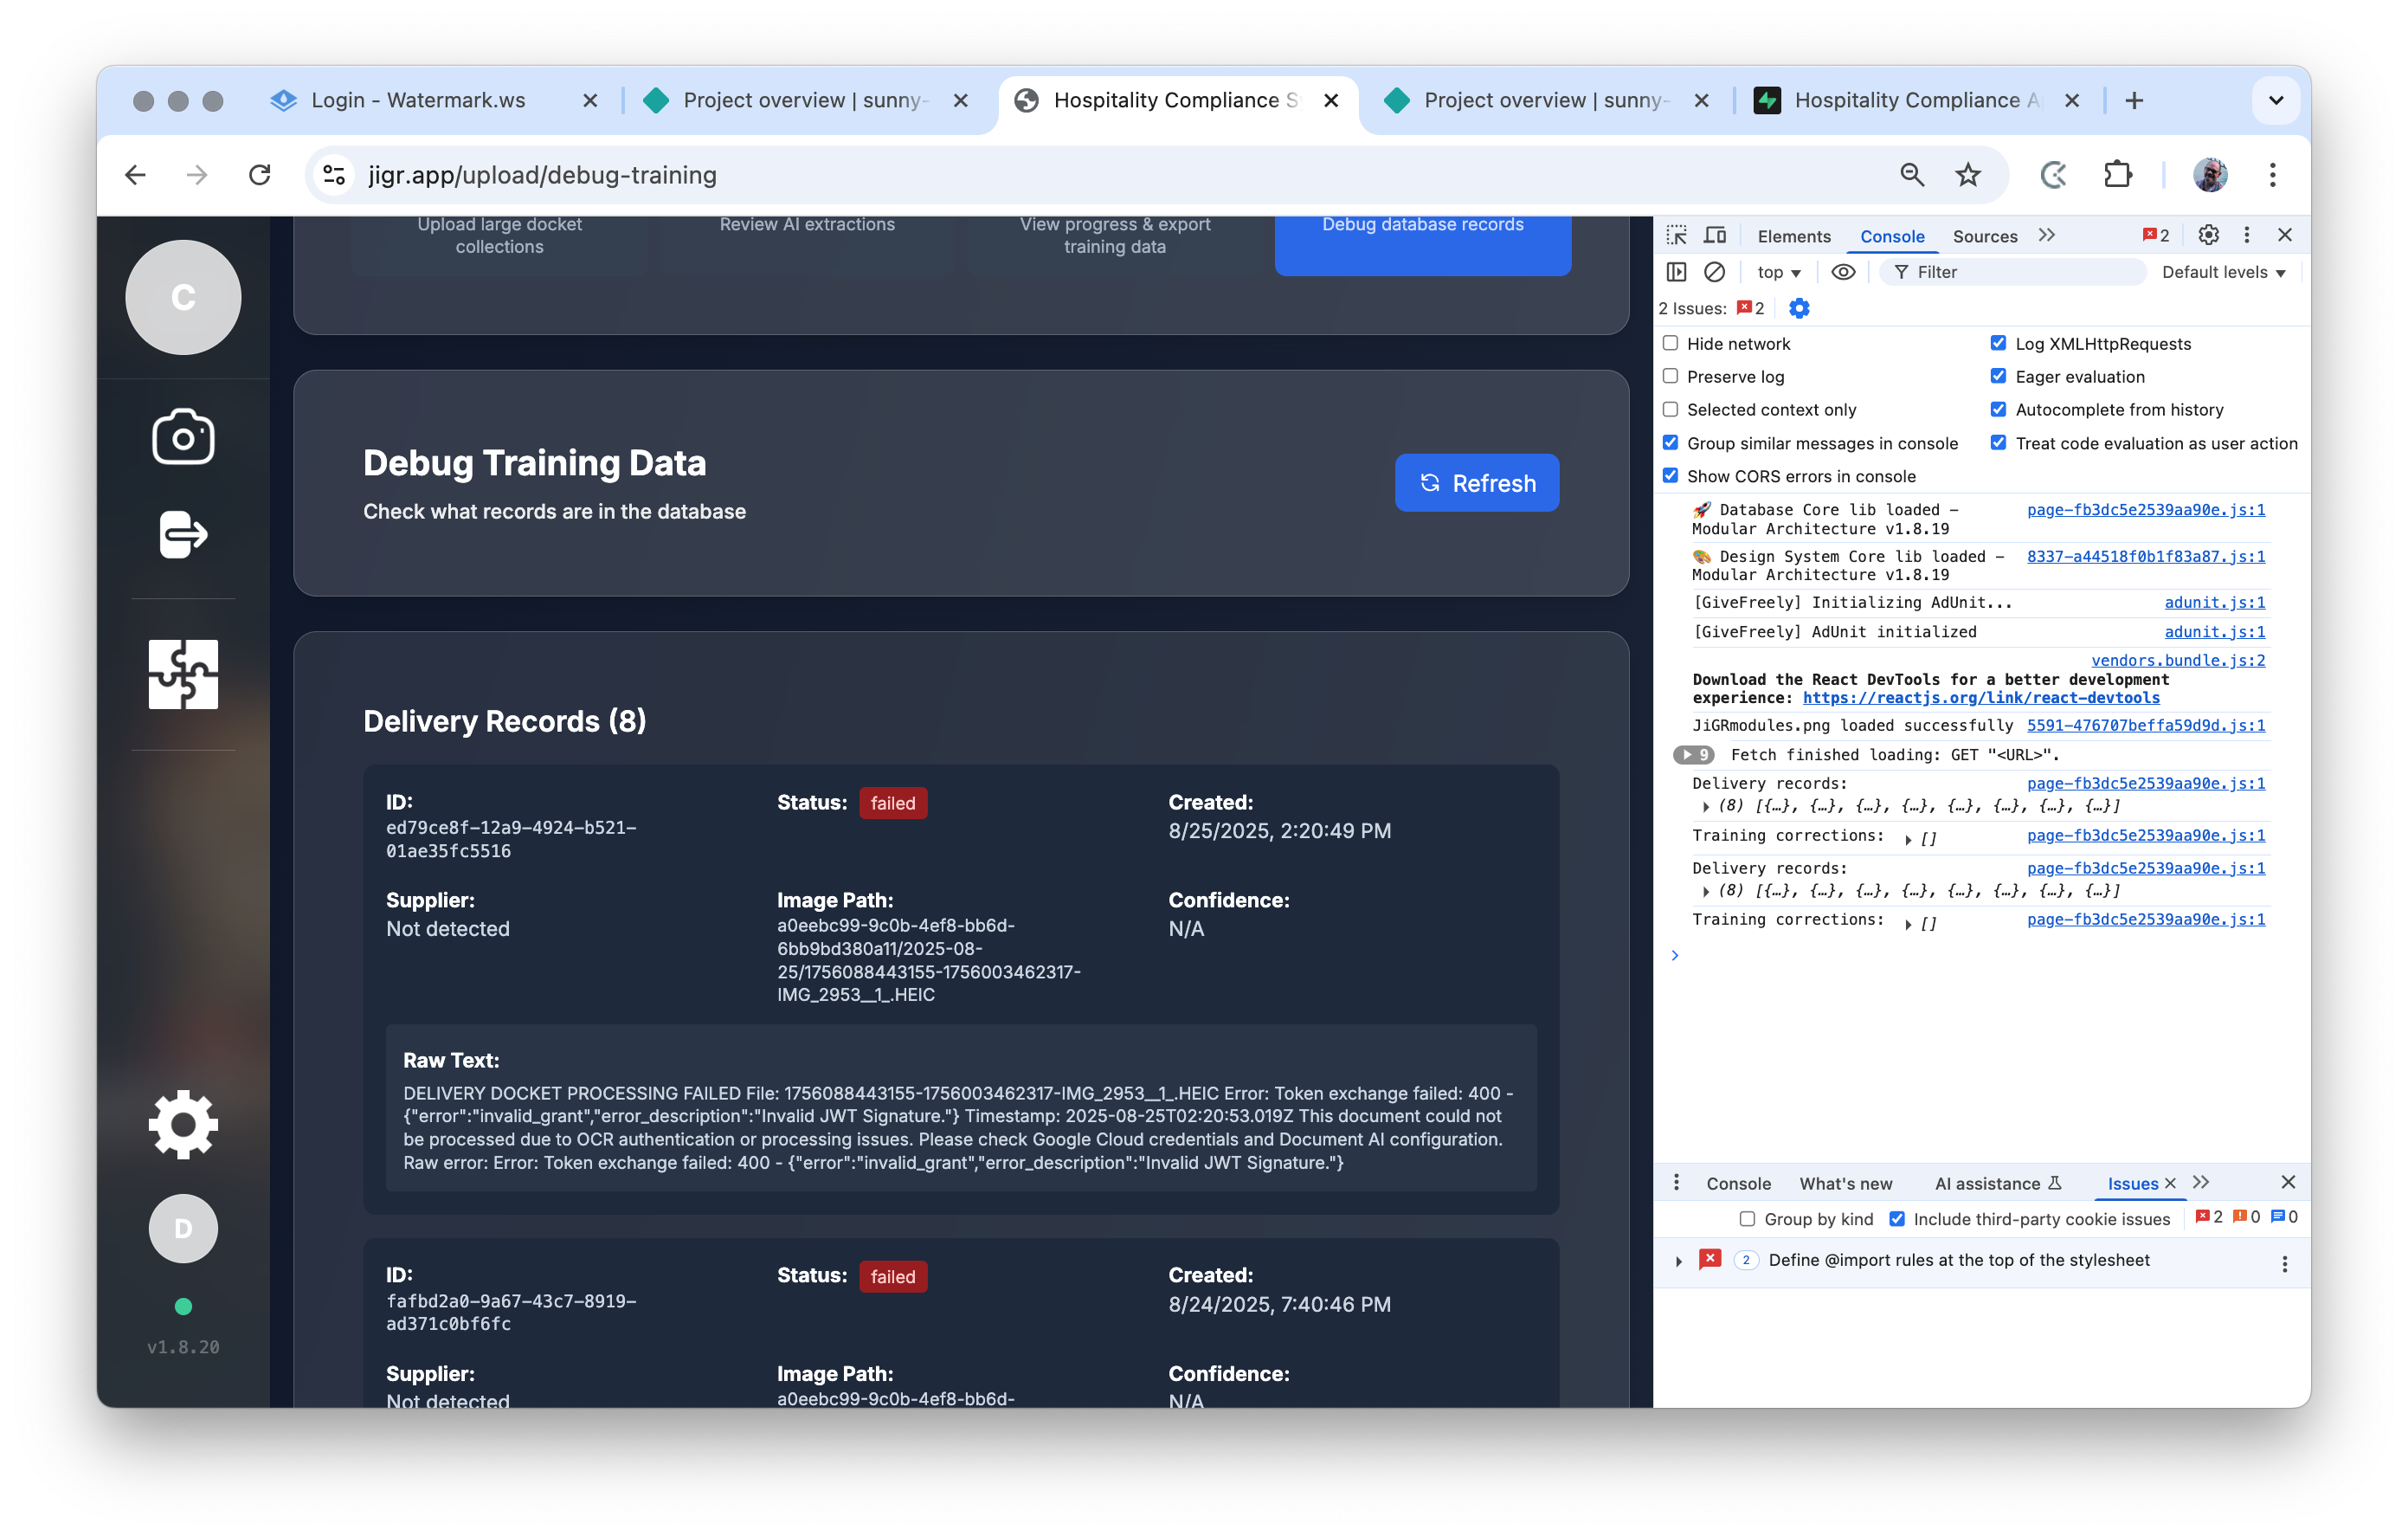 Login - Watermark.ws
Project overview | sunny-
Hospitality Compliance S
Project overview | sunny-
Hospitality Compliance A
jigr.app/upload/debug-training
C
D
v1.8.20
Upload large docket
collections
Review AI extractions
View progress & export
training data
Debug database records
Debug Training Data
Check what records are in the database
Refresh
Delivery Records (8)
ID:
ed79ce8f-12a9-4924-b521-
01ae35fc5516
Status: failed
Created:
8/25/2025, 2:20:49 PM
Supplier:
Not detected
Image Path:
a0eebc99-9c0b-4ef8-bb6d-
6bb9bd380a11/2025-08-
25/1756088443155-1756003462317-
IMG_2953__1_.HEIC
Confidence:
N/A
Raw Text:
DELIVERY DOCKET PROCESSING FAILED File: 1756088443155-1756003462317-IMG_2953__1_.HEIC Error: Token exchange failed: 400 -
{"error":"invalid_grant","error_description":"Invalid JWT Signature."} Timestamp: 2025-08-25T02:20:53.019Z This document could not
be processed due to OCR authentication or processing issues. Please check Google Cloud credentials and Document AI configuration.
Raw error: Error: Token exchange failed: 400 - {"error":"invalid_grant","error_description":"Invalid JWT Signature."}
ID:
fafbd2a0-9a67-43c7-8919-
ad371c0bf6fc
Status: failed
Created:
8/24/2025, 7:40:46 PM
Supplier:
Not detected
Image Path:
a0eebc99-9c0b-4ef8-bb6d-
Confidence:
N/A
Elements Console Sources 2
top Filter Default levels
2 Issues: 2
Hide network
Log XMLHttpRequests
Preserve log
Eager evaluation
Selected context only
Autocomplete from history
Group similar messages in console
Treat code evaluation as user action
Show CORS errors in console
🚀 Database Core lib loaded – page-fb3dc5e2539aa90e.js:1
Modular Architecture v1.8.19
🎨 Design System Core lib loaded – 8337-a44518f0b1f83a87.js:1
Modular Architecture v1.8.19
[GiveFreely] Initializing AdUnit... adunit.js:1
[GiveFreely] AdUnit initialized adunit.js:1
vendors.bundle.js:2
Download the React DevTools for a better development
experience: https://reactjs.org/link/react-devtools
JiGRmodules.png loaded successfully 5591-476707beffa59d9d.js:1
9 Fetch finished loading: GET "<URL>".
Delivery records: page-fb3dc5e2539aa90e.js:1
(8) [{…}, {…}, {…}, {…}, {…}, {…}, {…}, {…}]
Training corrections: [] page-fb3dc5e2539aa90e.js:1
Delivery records: page-fb3dc5e2539aa90e.js:1
(8) [{…}, {…}, {…}, {…}, {…}, {…}, {…}, {…}]
Training corrections: [] page-fb3dc5e2539aa90e.js:1
Console What's new AI assistance Issues
Group by kind Include third-party cookie issues 2 0 0
2 Define @import rules at the top of the stylesheet